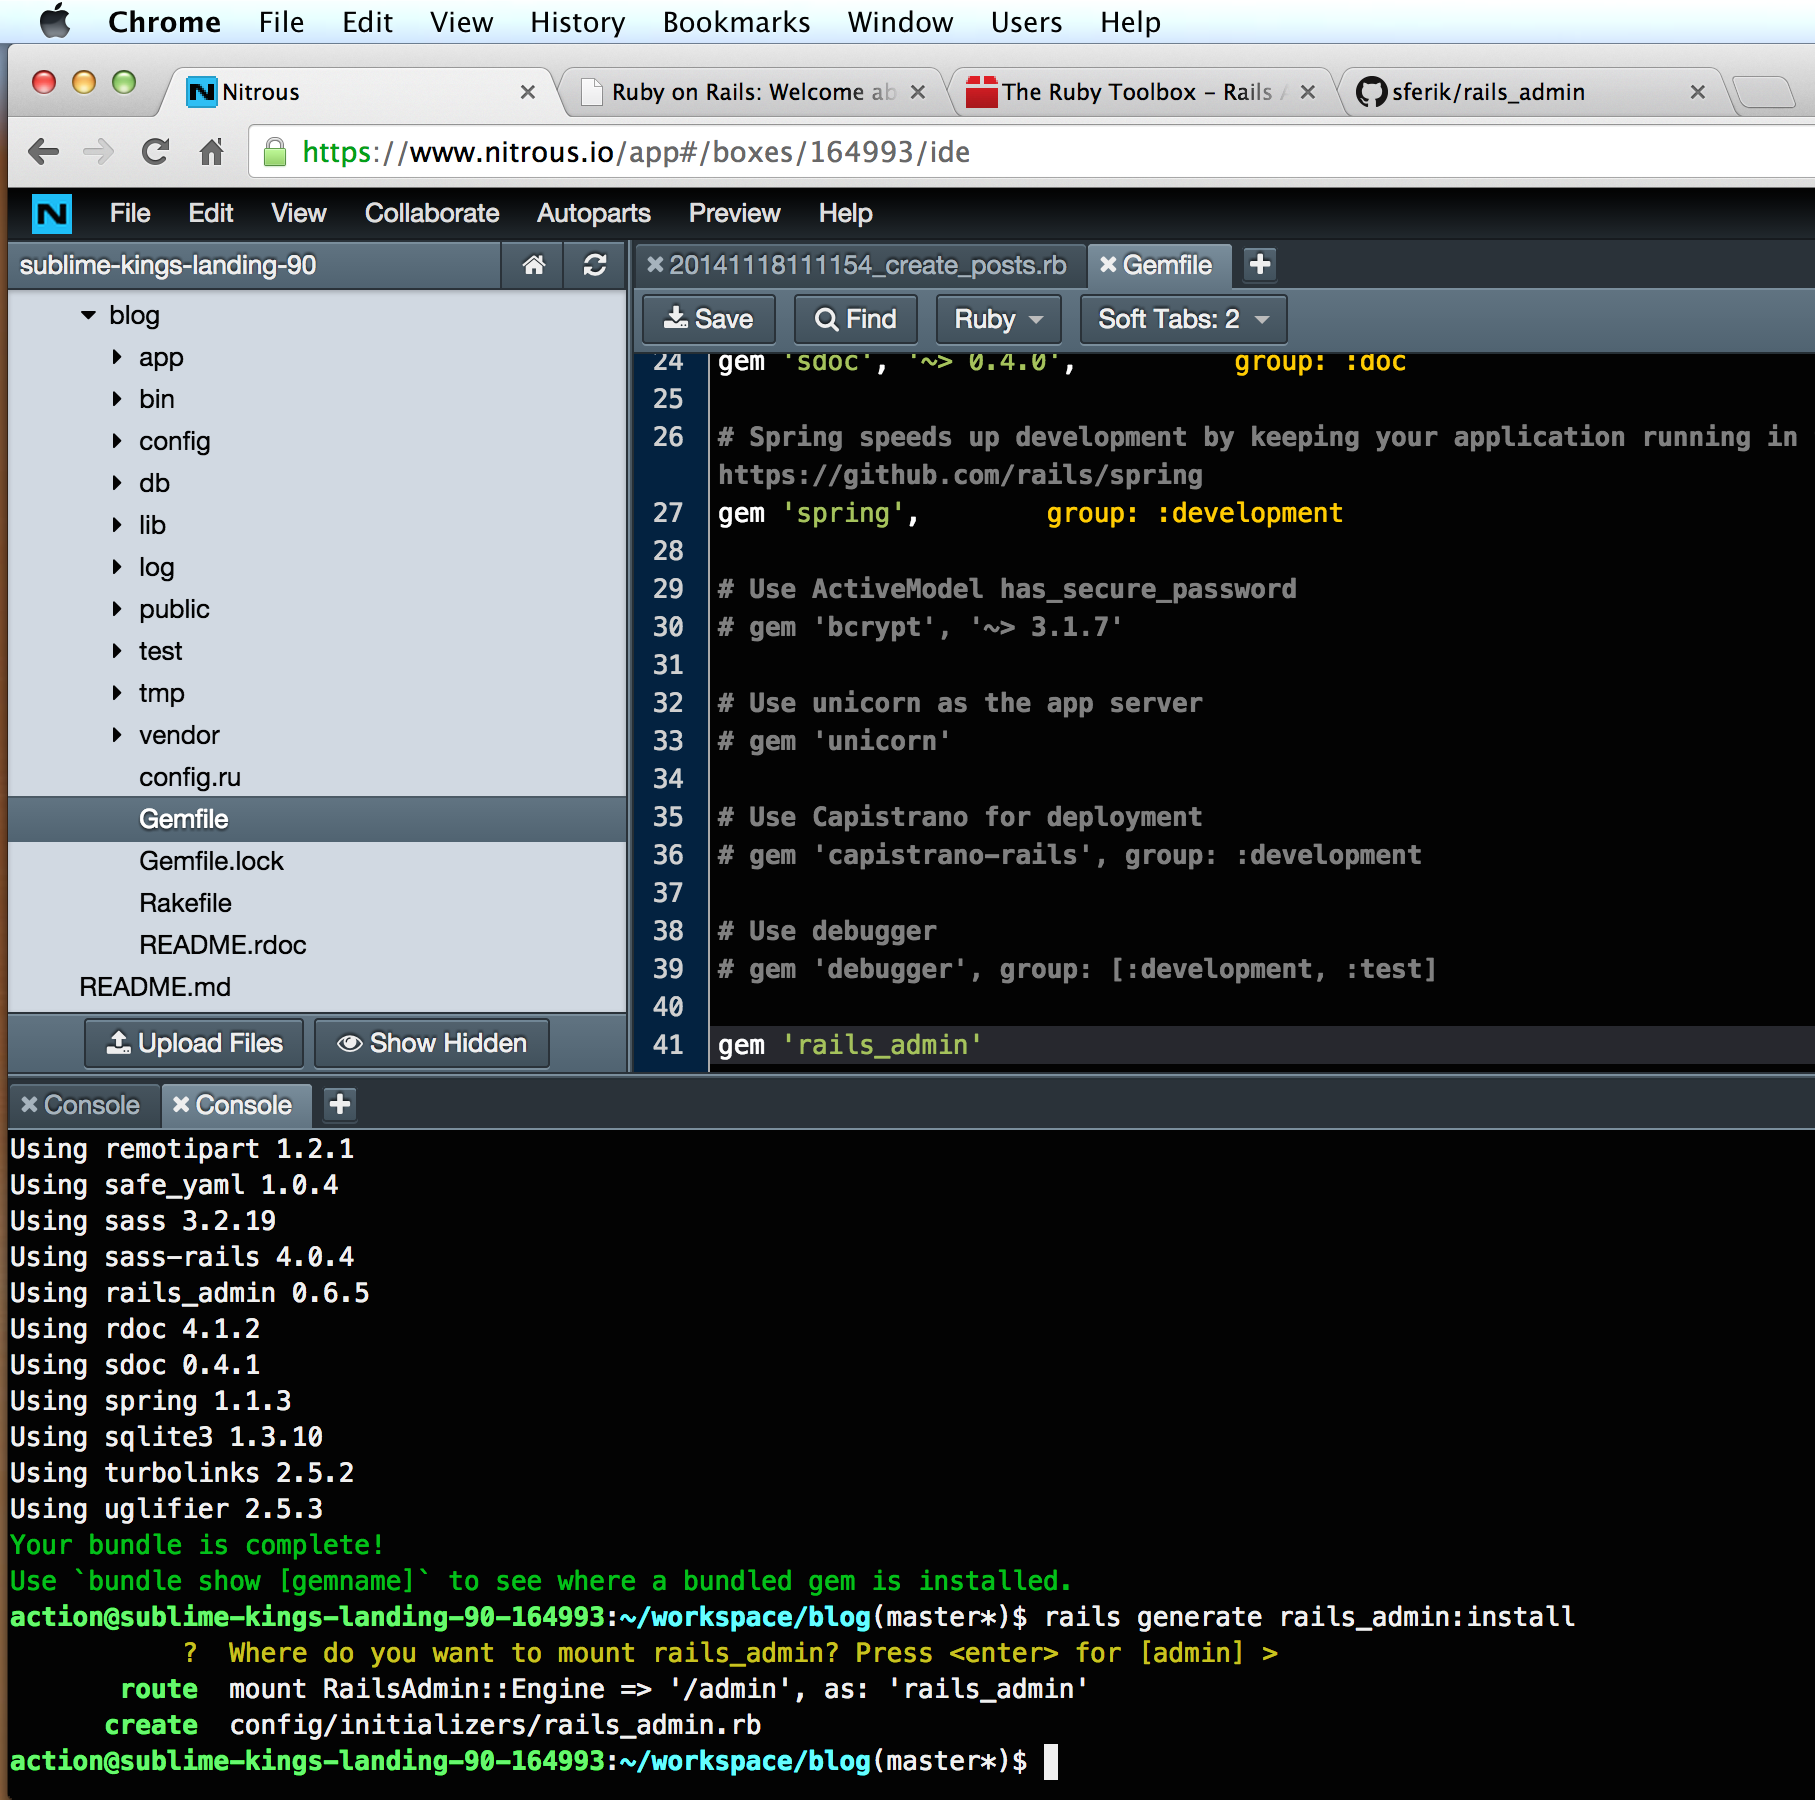 Chrome File Edit View History Bookmarks Window Users Help
Nitrous
Ruby on Rails: Welcome ab
The Ruby Toolbox – Rails A
sferik/rails_admin
https://www.nitrous.io/app#/boxes/164993/ide
N File Edit View Collaborate Autoparts Preview Help
sublime-kings-landing-90
blog
app
bin
config
db
lib
log
public
test
tmp
vendor
config.ru
Gemfile
Gemfile.lock
Rakefile
README.rdoc
README.md
Upload Files Show Hidden
20141118111154_create_posts.rb Gemfile
Save Find Ruby Soft Tabs: 2
24 gem 'sdoc', '~> 0.4.0', group: :doc
25
26 # Spring speeds up development by keeping your application running in
https://github.com/rails/spring
27 gem 'spring', group: :development
28
29 # Use ActiveModel has_secure_password
30 # gem 'bcrypt', '~> 3.1.7'
31
32 # Use unicorn as the app server
33 # gem 'unicorn'
34
35 # Use Capistrano for deployment
36 # gem 'capistrano-rails', group: :development
37
38 # Use debugger
39 # gem 'debugger', group: [:development, :test]
40
41 gem 'rails_admin'
Console Console
Using remotipart 1.2.1
Using safe_yaml 1.0.4
Using sass 3.2.19
Using sass-rails 4.0.4
Using rails_admin 0.6.5
Using rdoc 4.1.2
Using sdoc 0.4.1
Using spring 1.1.3
Using sqlite3 1.3.10
Using turbolinks 2.5.2
Using uglifier 2.5.3
Your bundle is complete!
Use `bundle show [gemname]` to see where a bundled gem is installed.
action@sublime-kings-landing-90-164993:~/workspace/blog(master*)$ rails generate rails_admin:install
? Where do you want to mount rails_admin? Press <enter> for [admin] >
route mount RailsAdmin::Engine => '/admin', as: 'rails_admin'
create config/initializers/rails_admin.rb
action@sublime-kings-landing-90-164993:~/workspace/blog(master*)$